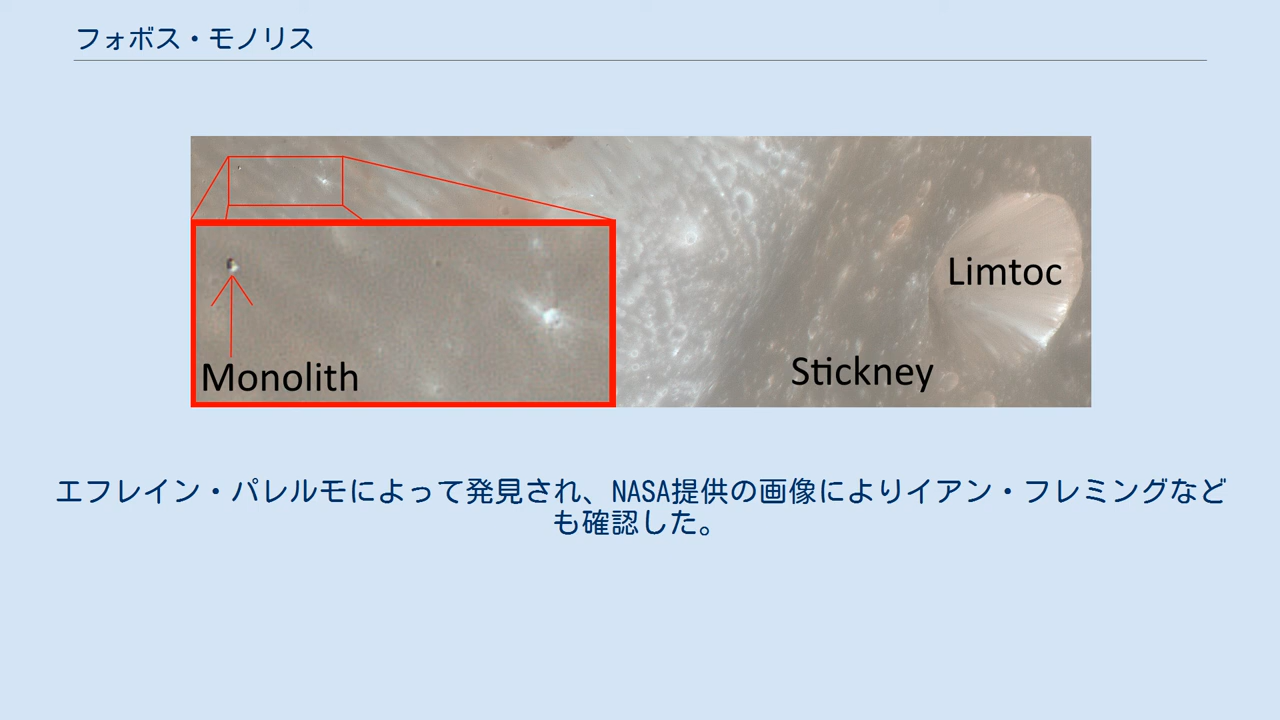 フォボス・モノリス
Limtoc
Stickney
Monolith
エフレイン・パレルモによって発見され、NASA提供の画像によりイアン・フレミングなど
も確認した。